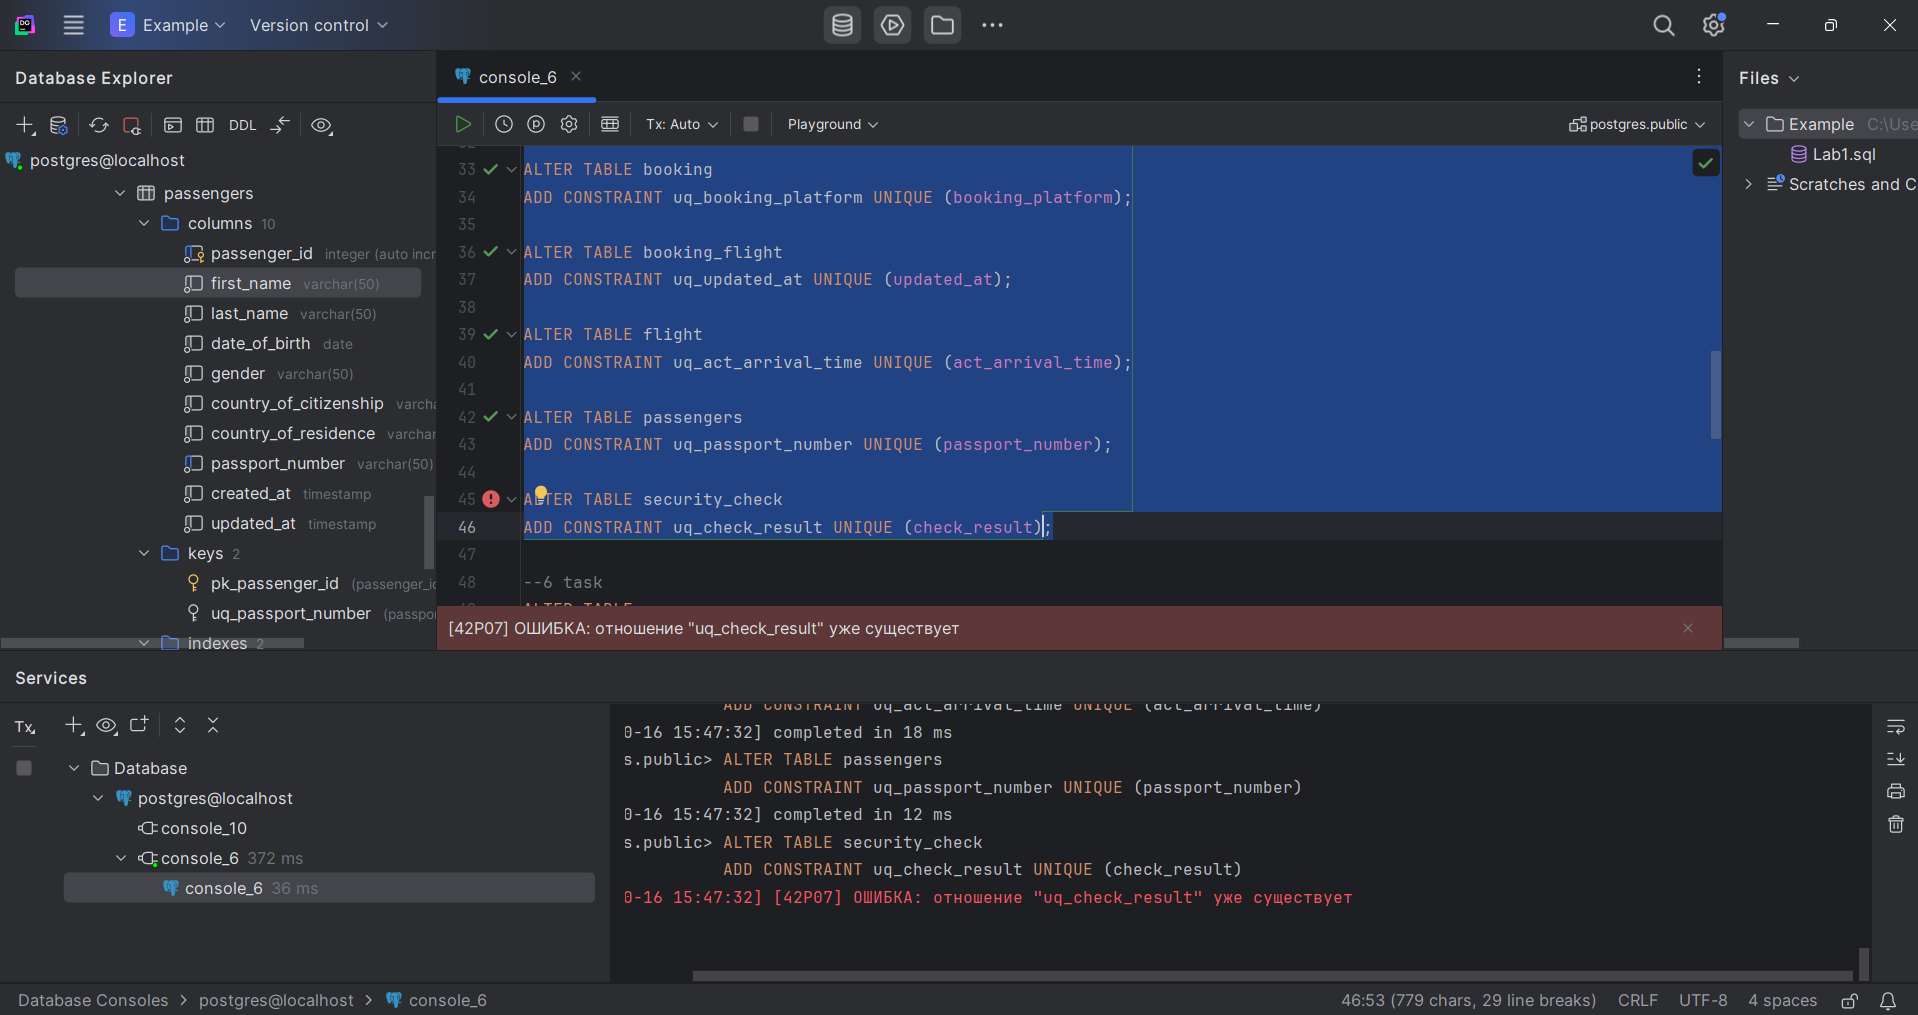 E Example Version control
Database Explorer
console_6
Files
DDL
Tx: Auto
Playground
postgres.public
postgres@localhost
passengers
columns 10
passenger_id integer (auto incr
first_name varchar(50)
last_name varchar(50)
date_of_birth date
gender varchar(50)
country_of_citizenship varcha
country_of_residence varchar
passport_number varchar(50)
created_at timestamp
updated_at timestamp
keys 2
pk_passenger_id (passenger_id
uq_passport_number (passpor
indexes 2
33 ALTER TABLE booking
34 ADD CONSTRAINT uq_booking_platform UNIQUE (booking_platform);
35
36 ALTER TABLE booking_flight
37 ADD CONSTRAINT uq_updated_at UNIQUE (updated_at);
38
39 ALTER TABLE flight
40 ADD CONSTRAINT uq_act_arrival_time UNIQUE (act_arrival_time);
41
42 ALTER TABLE passengers
43 ADD CONSTRAINT uq_passport_number UNIQUE (passport_number);
44
45 ALTER TABLE security_check
46 ADD CONSTRAINT uq_check_result UNIQUE (check_result);
47
48 --6 task
ALTER TABLE
[42P07] ОШИБКА: отношение "uq_check_result" уже существует
Example C:\Use
Lab1.sql
Scratches and C
Services
Tx
Database
postgres@localhost
console_10
console_6 372 ms
console_6 36 ms
ADD CONSTRAINT uq_act_arrival_time UNIQUE (act_arrival_time)
0-16 15:47:32] completed in 18 ms
s.public> ALTER TABLE passengers
ADD CONSTRAINT uq_passport_number UNIQUE (passport_number)
0-16 15:47:32] completed in 12 ms
s.public> ALTER TABLE security_check
ADD CONSTRAINT uq_check_result UNIQUE (check_result)
0-16 15:47:32] [42P07] ОШИБКА: отношение "uq_check_result" уже существует
Database Consoles > postgres@localhost > console_6
46:53 (779 chars, 29 line breaks) CRLF UTF-8 4 spaces